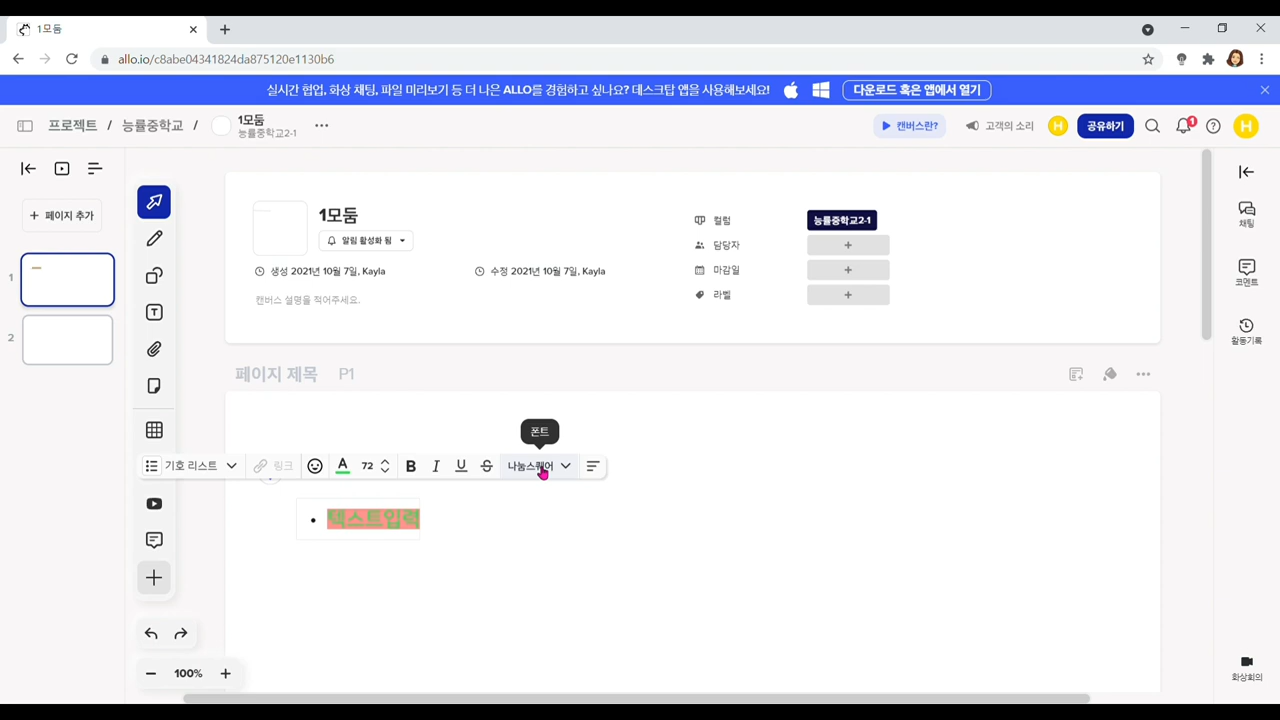 1모둠
allo.io/c8abe04341824da875120e1130b6
실시간 협업, 화상 채팅, 파일 미리보기 등 더 나은 ALLO를 경험하고 싶나요? 데스크탑 앱을 사용해보세요!
다운로드 혹은 앱에서 열기
프로젝트 / 능률중학교 / 1모둠
능률중학교2-1
캔버스란?
고객의 소리
H
공유하기
1
H
페이지 추가
1모둠
알림 활성화 됨
생성 2021년 10월 7일, Kayla
수정 2021년 10월 7일, Kayla
캔버스 설명을 적어주세요.
컬럼
능률중학교2-1
담당자
+
마감일
+
라벨
+
채팅
코멘트
활동기록
1
2
페이지 제목 P1
폰트
기호 리스트
링크
A
72
B
I
U
S
나눔스퀘어
• 텍스트입력
100%
화상회의